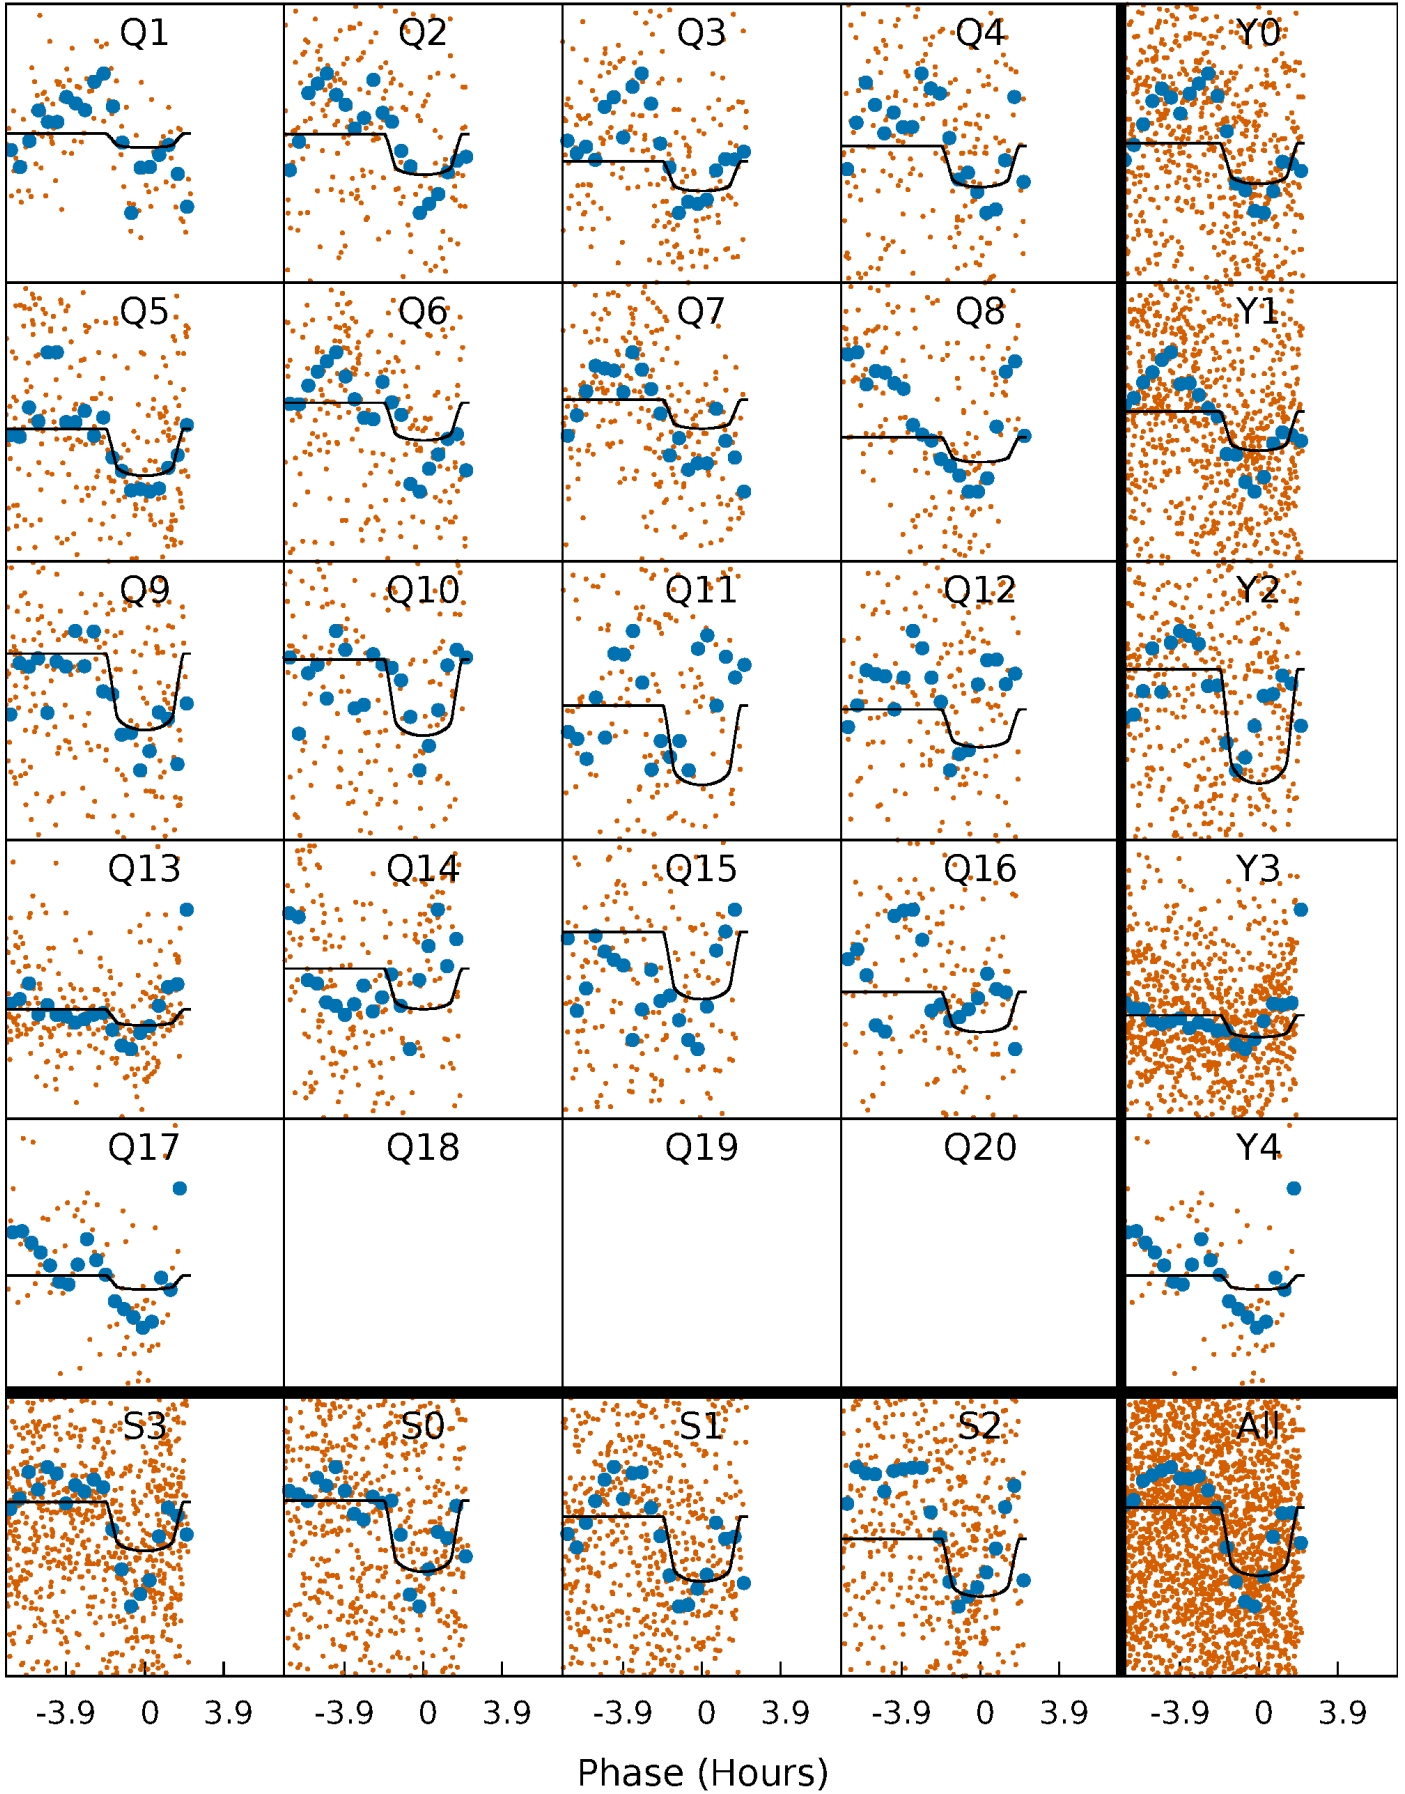 Q1 Q2 Q3 Q4 Y0
Q5 Q6 Q7 Q8 Y1
Q9 Q10 Q11 Q12 Y2
Q13 Q14 Q15 Q16 Y3
Q17 Q18 Q19 Q20 Y4
S3 S0 S1 S2 All
-3.9 0 3.9 -3.9 0 3.9 -3.9 0 3.9 -3.9 0 3.9 -3.9 0 3.9
Phase (Hours)